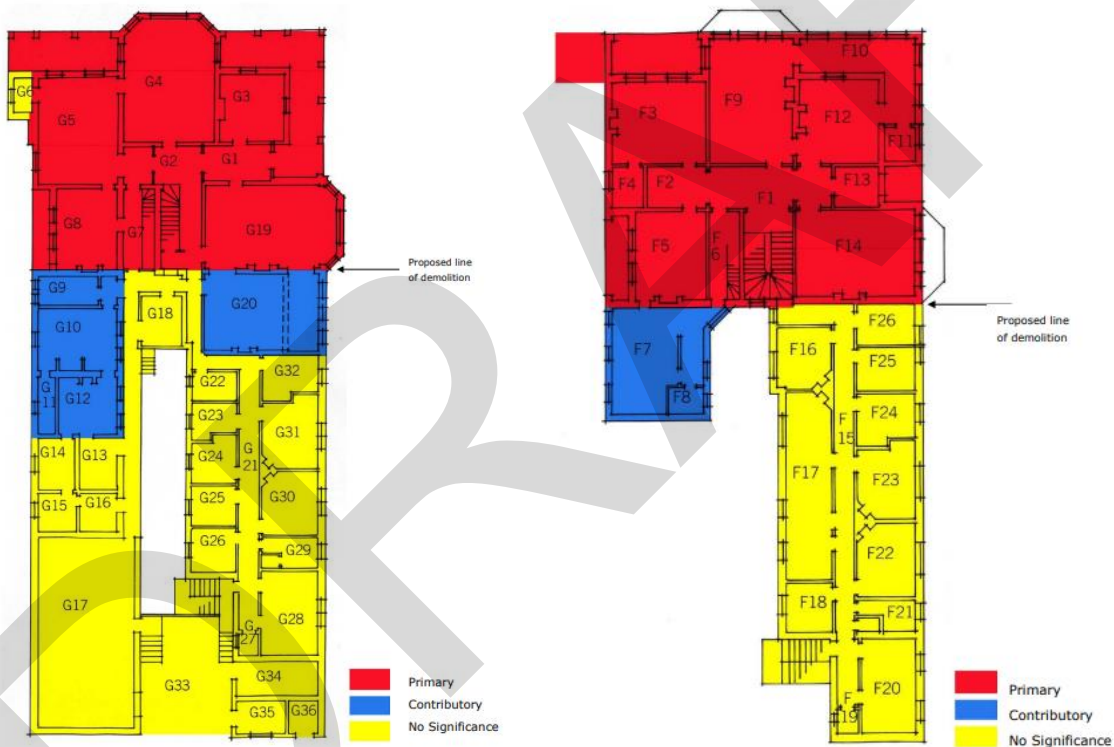 G6
G4
G3
G5
G2
G1
G8
G7
G19
Proposed line
of demolition
G9
G10
G18
G20
G
11
G12
G22
G32
G23
G31
G14
G13
G24
G
21
G15
G16
G25
G30
G26
G29
G17
G28
G
27
G33
G34
G35
G36
Primary
Contributory
No Significance
F10
F3
F9
F12
F11
F4
F2
F13
F1
F5
F
6
F14
Proposed line
of demolition
F7
F8
F26
F16
F25
F24
F
15
F17
F23
F22
F18
F21
F20
F
19
Primary
Contributory
No Significance
DRAF